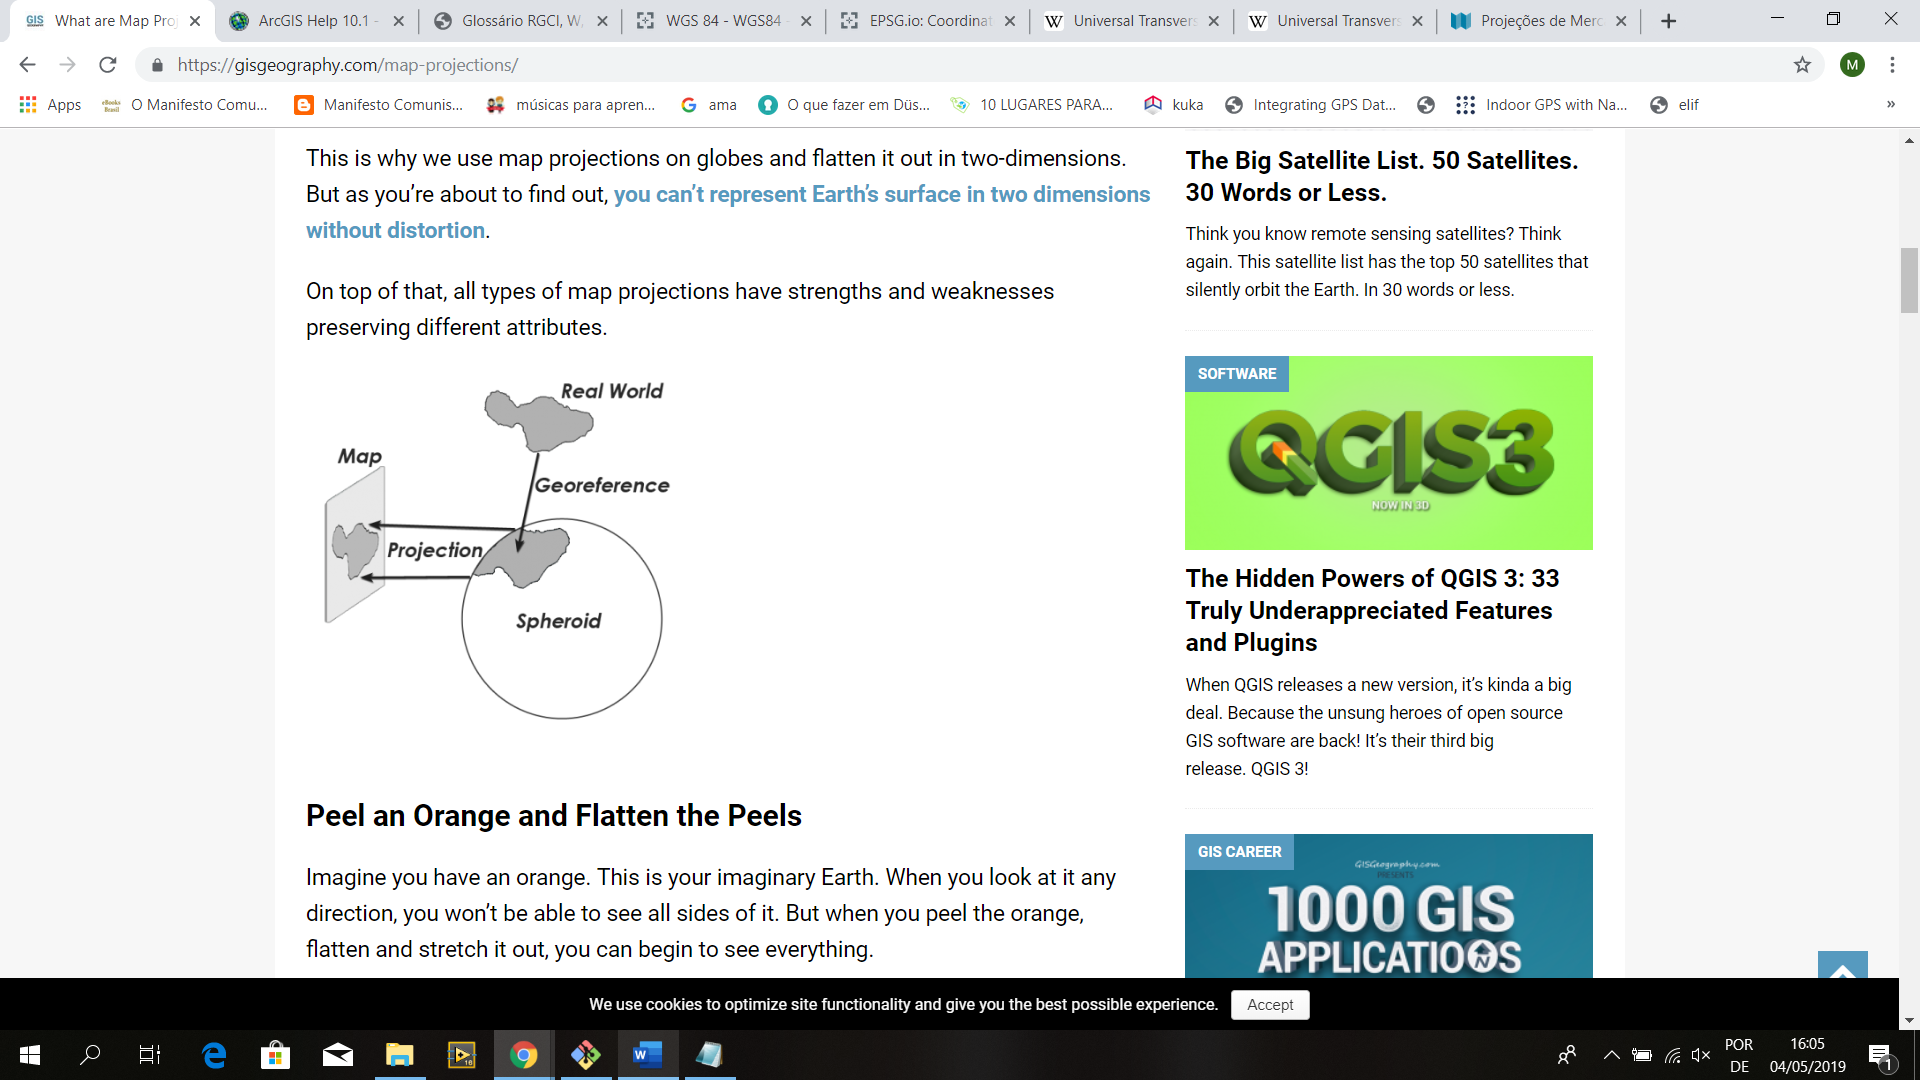 What are Map Proj
ArcGIS Help 10.1 -
Glossário RGCI, W,
WGS 84 - WGS84 -
EPSG.io: Coordinat
Universal Transvers
Universal Transvers
Projeções de Merc
https://gisgeography.com/map-projections/
M
Apps
O Manifesto Comu...
Manifesto Comunis...
músicas para apren...
ama
O que fazer em Düs...
10 LUGARES PARA...
kuka
Integrating GPS Dat...
Indoor GPS with Na...
elif
»
This is why we use map projections on globes and flatten it out in two-dimensions.
But as you’re about to find out, you can’t represent Earth’s surface in two dimensions
without distortion.
On top of that, all types of map projections have strengths and weaknesses
preserving different attributes.
Real World
Map
Georeference
Projection
Spheroid
Peel an Orange and Flatten the Peels
Imagine you have an orange. This is your imaginary Earth. When you look at it any
direction, you won’t be able to see all sides of it. But when you peel the orange,
flatten and stretch it out, you can begin to see everything.
The Big Satellite List. 50 Satellites.
30 Words or Less.
Think you know remote sensing satellites? Think
again. This satellite list has the top 50 satellites that
silently orbit the Earth. In 30 words or less.
SOFTWARE
QGIS3
NOW IN 3D
The Hidden Powers of QGIS 3: 33
Truly Underappreciated Features
and Plugins
When QGIS releases a new version, it’s kinda a big
deal. Because the unsung heroes of open source
GIS software are back! It’s their third big
release. QGIS 3!
GIS CAREER
GISGeography.com
PRESENTS
1000 GIS
APPLICATIONS
We use cookies to optimize site functionality and give you the best possible experience.
Accept
POR
DE
16:05
04/05/2019
1